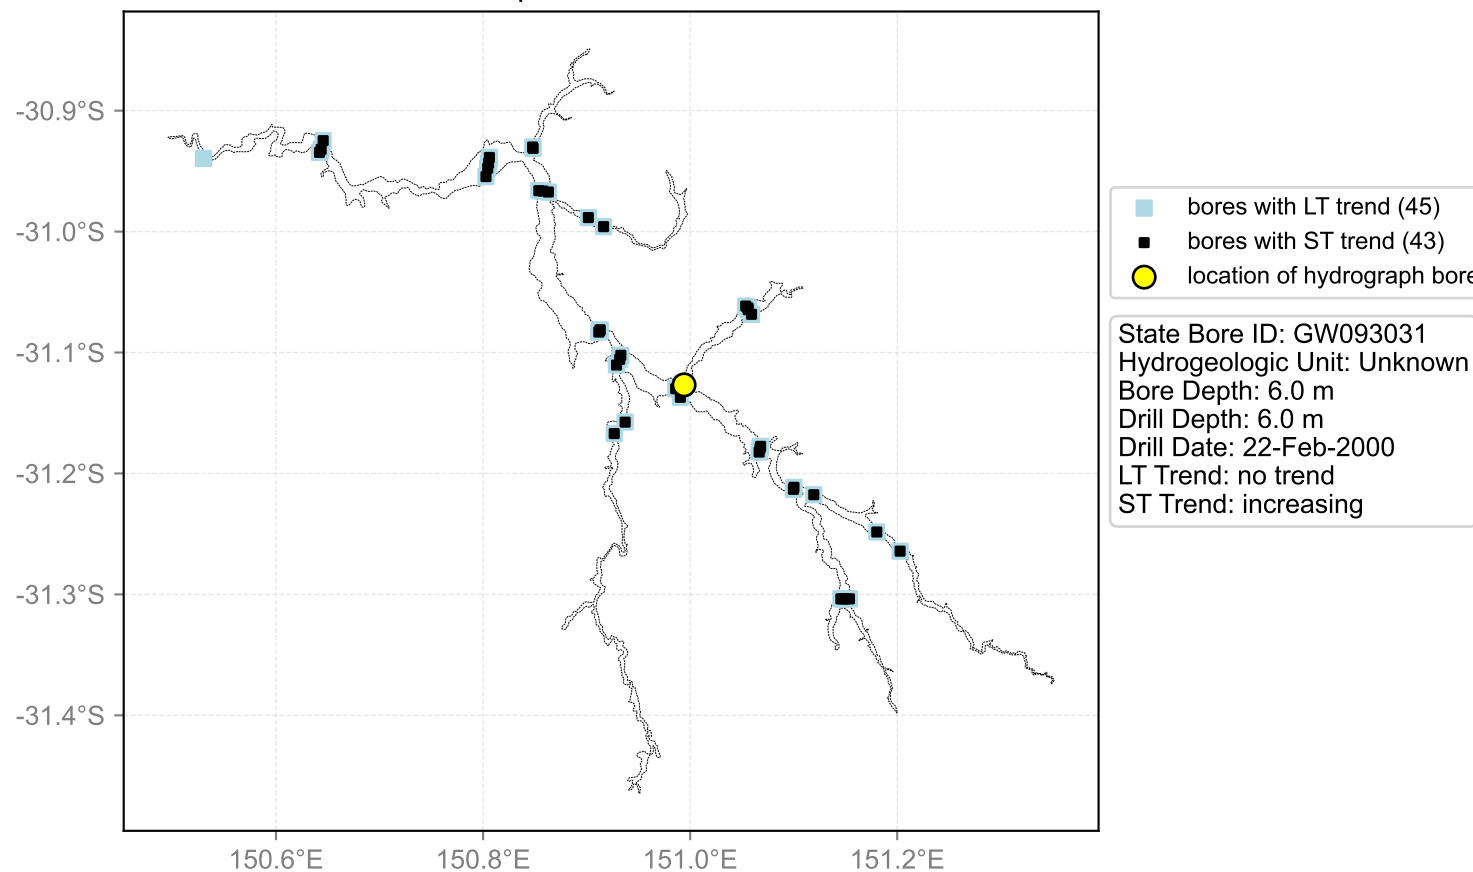 -30.9°S
-31.0°S
-31.1°S
-31.2°S
-31.3°S
-31.4°S
150.6°E
150.8°E
151.0°E
151.2°E
bores with LT trend (45)
bores with ST trend (43)
location of hydrograph bore
State Bore ID: GW093031
Hydrogeologic Unit: Unknown
Bore Depth: 6.0 m
Drill Depth: 6.0 m
Drill Date: 22-Feb-2000
LT Trend: no trend
ST Trend: increasing